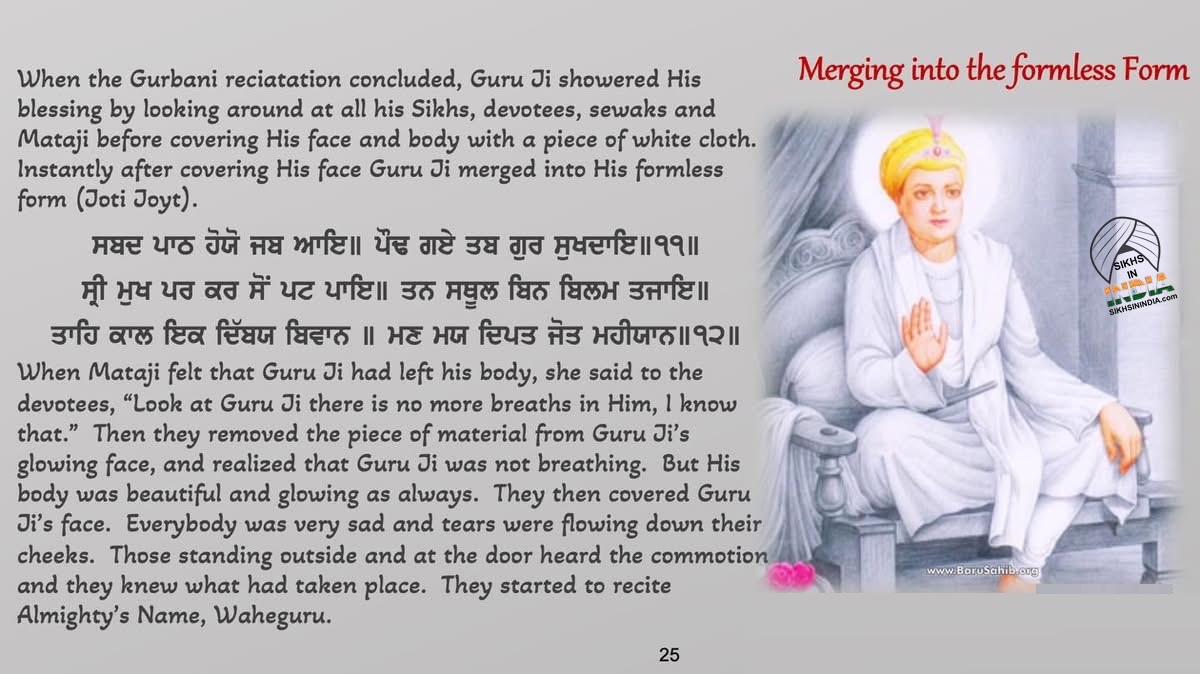 Merging into the formless Form
When the Gurbani reciatation concluded, Guru Ji showered His
blessing by looking around at all his Sikhs, devotees, sewaks and
Mataji before covering His face and body with a piece of white cloth.
Instantly after covering His face Guru Ji merged into His formless
form (Joti Joyt).
ਸਬਦ ਪਾਠ ਹੋਯੋ ਜਬ ਆਇ॥ ਪੌਢ ਗਏ ਤਬ ਗੁਰ ਸੁਖਦਾਇ॥੧੧॥
ਸ੍ਰੀ ਮੁਖ ਪਰ ਕਰ ਸੋਂ ਪਟ ਪਾਇ॥ ਤਨ ਸਥੂਲ ਬਿਨ ਬਿਲਮ ਤਜਾਇ॥
ਤਾਹਿ ਕਾਲ ਇਕ ਦਿੱਬਯ ਬਿਵਾਨ ॥ ਮਣ ਮਯ ਦਿਪਤ ਜੋਤ ਮਹੀਯਾਨ॥੧੨॥
When Mataji felt that Guru Ji had left his body, she said to the
devotees, “Look at Guru Ji there is no more breaths in Him, I know
that.” Then they removed the piece of material from Guru Ji’s
glowing face, and realized that Guru Ji was not breathing. But His
body was beautiful and glowing as always. They then covered Guru
Ji’s face. Everybody was very sad and tears were flowing down their
cheeks. Those standing outside and at the door heard the commotion
and they knew what had taken place. They started to recite
Almighty’s Name, Waheguru.
SIKHS
IN
INDIA
SIKHSININDIA.com
www.BaruSahib.org
25